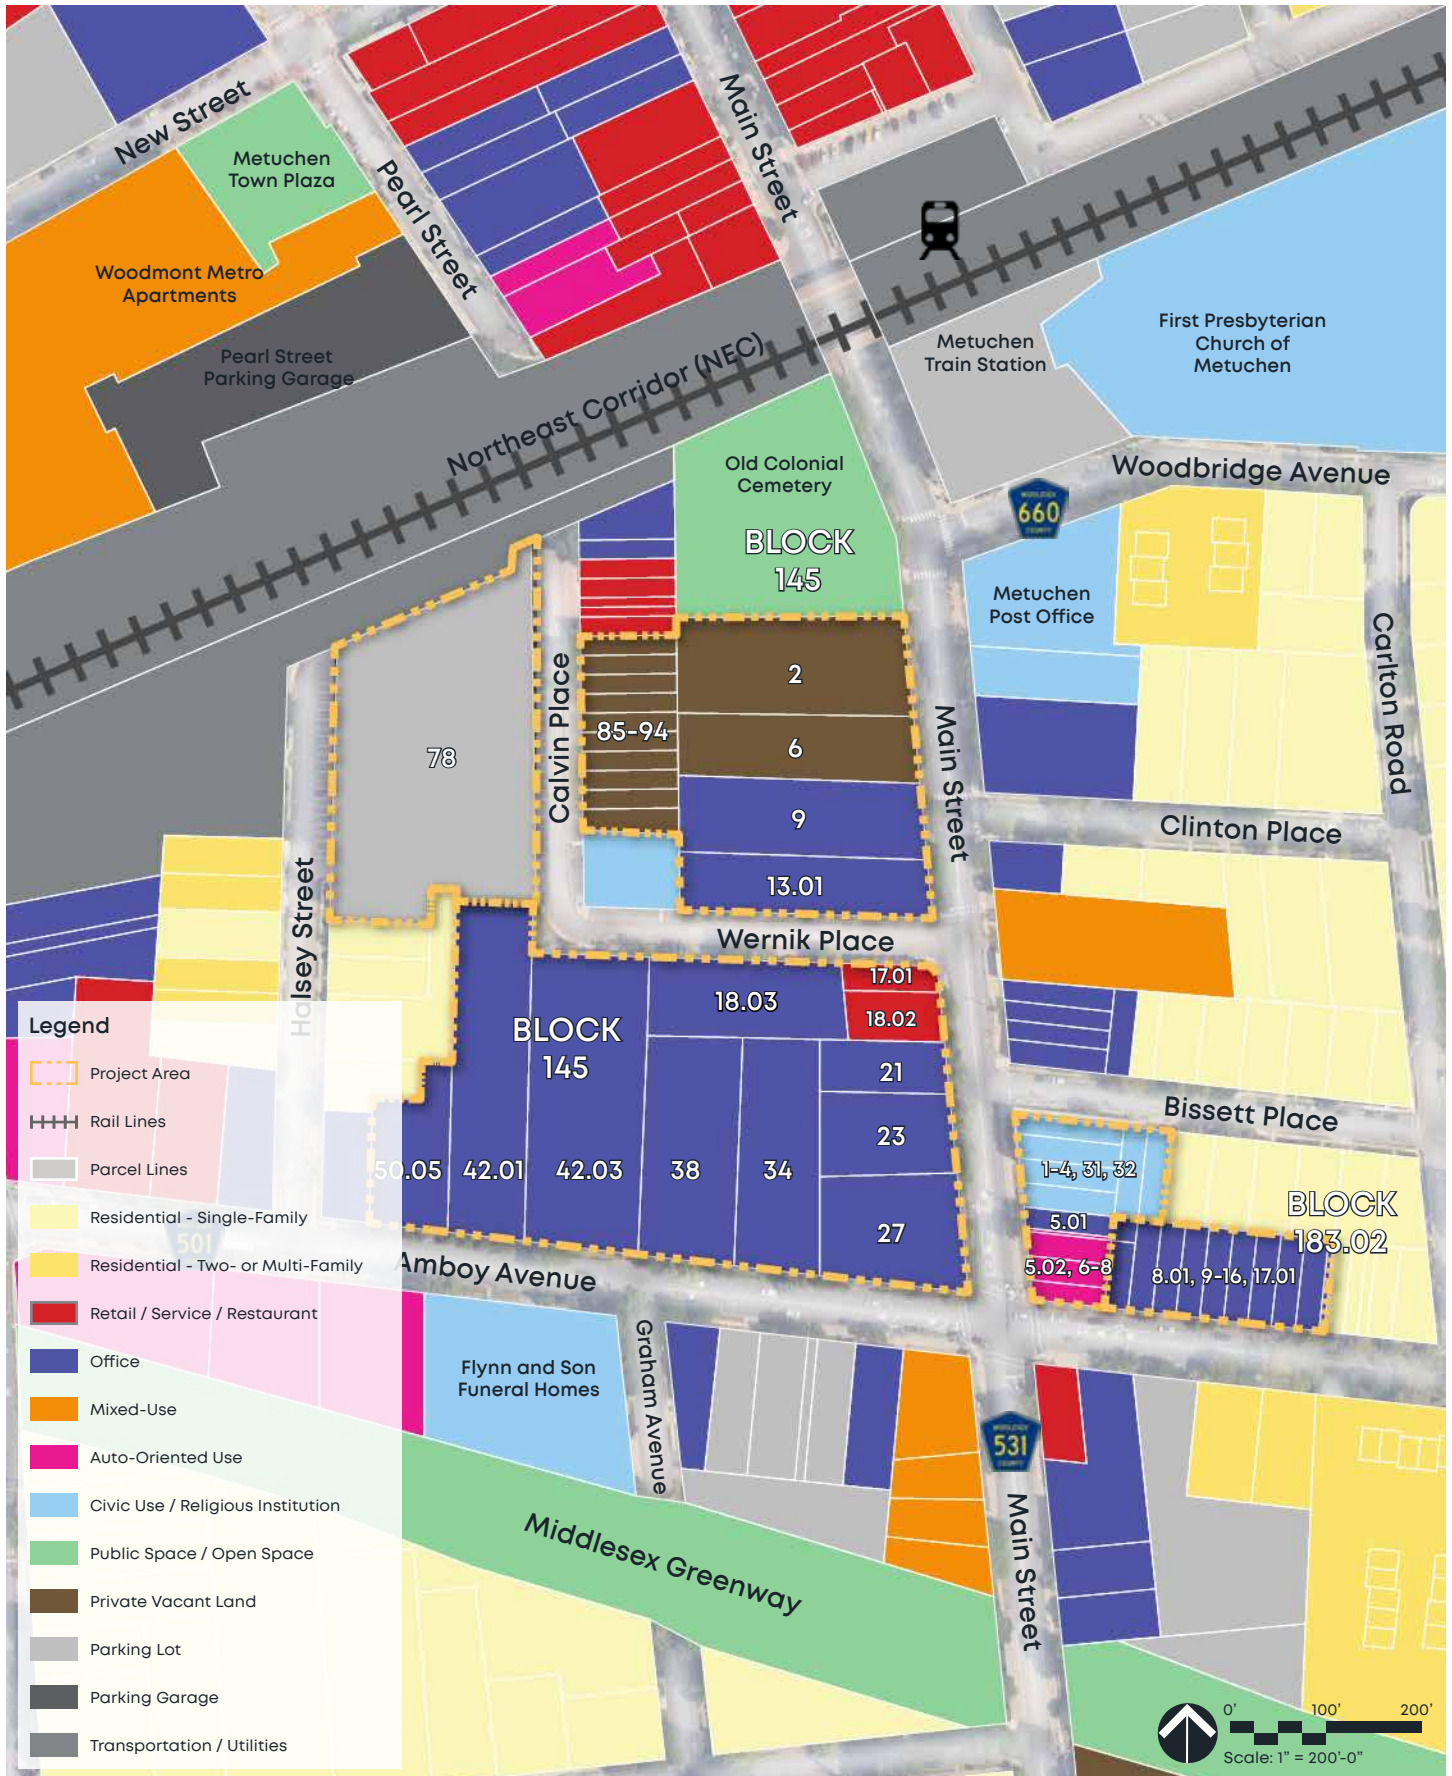 New Street
Metuchen
Town Plaza
Pearl Street
Main Street
Woodmont Metro
Apartments
Pearl Street
Parking Garage
Northeast Corridor (NEC)
Metuchen
Train Station
First Presbyterian
Church of
Metuchen
Old Colonial
Cemetery
BLOCK
145
Woodbridge Avenue
MIDDLESEX
660
COUNTY
Metuchen
Post Office
Carlton Road
Calvin Place
Main Street
2
85-94
6
78
9
13.01
Clinton Place
Halsey Street
Wernik Place
17.01
18.03
18.02
BLOCK
145
21
23
50.05
42.01
42.03
38
34
27
Bissett Place
1-4, 31, 32
BLOCK
183.02
5.01
5.02, 6-8
8.01, 9-16, 17.01
501
Amboy Avenue
Graham Avenue
Flynn and Son
Funeral Homes
MIDDLESEX
531
COUNTY
Main Street
Middlesex Greenway
Legend
Project Area
Rail Lines
Parcel Lines
Residential - Single-Family
Residential - Two- or Multi-Family
Retail / Service / Restaurant
Office
Mixed-Use
Auto-Oriented Use
Civic Use / Religious Institution
Public Space / Open Space
Private Vacant Land
Parking Lot
Parking Garage
Transportation / Utilities
0' 100' 200'
Scale: 1" = 200'-0"